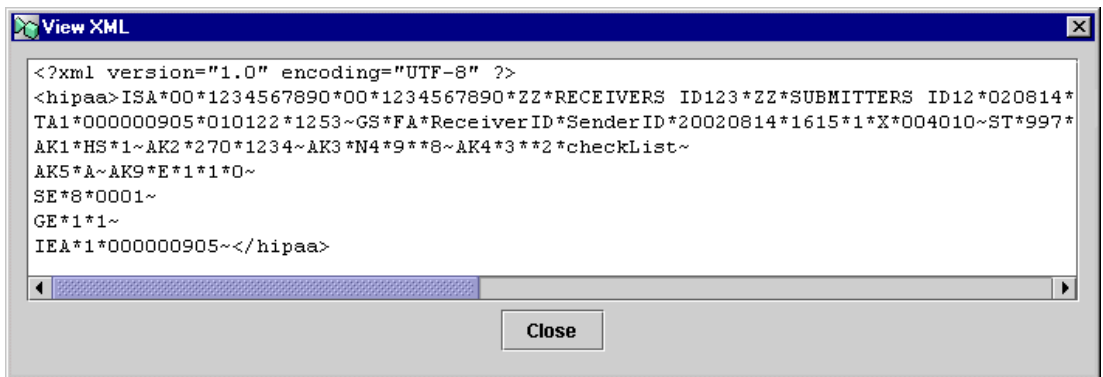 View XML
<?xml version="1.0" encoding="UTF-8" ?>
<hipaa>ISA*00*1234567890*00*1234567890*ZZ*RECEIVERS ID123*ZZ*SUBMITTERS ID12*020814*
TA1*000000905*010122*1253~GS*FA*ReceiverID*SenderID*20020814*1615*1*X*004010~ST*997*
AK1*HS*1~AK2*270*1234~AK3*N4*9**8~AK4*3**2*checkList~
AK5*A~AK9*E*1*1*0~
SE*8*0001~
GE*1*1~
IEA*1*000000905~</hipaa>
Close